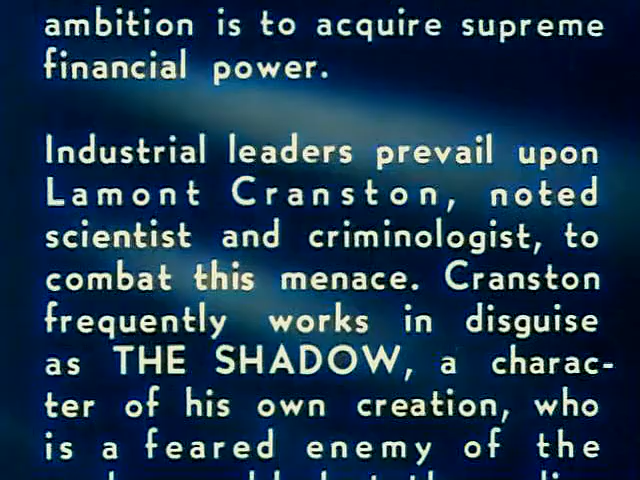 ambition is to acquire supreme
financial power.
Industrial leaders prevail upon
Lamont Cranston, noted
scientist and criminologist, to
combat this menace. Cranston
frequently works in disguise
as THE SHADOW, a charac-
ter of his own creation, who
is a feared enemy of the